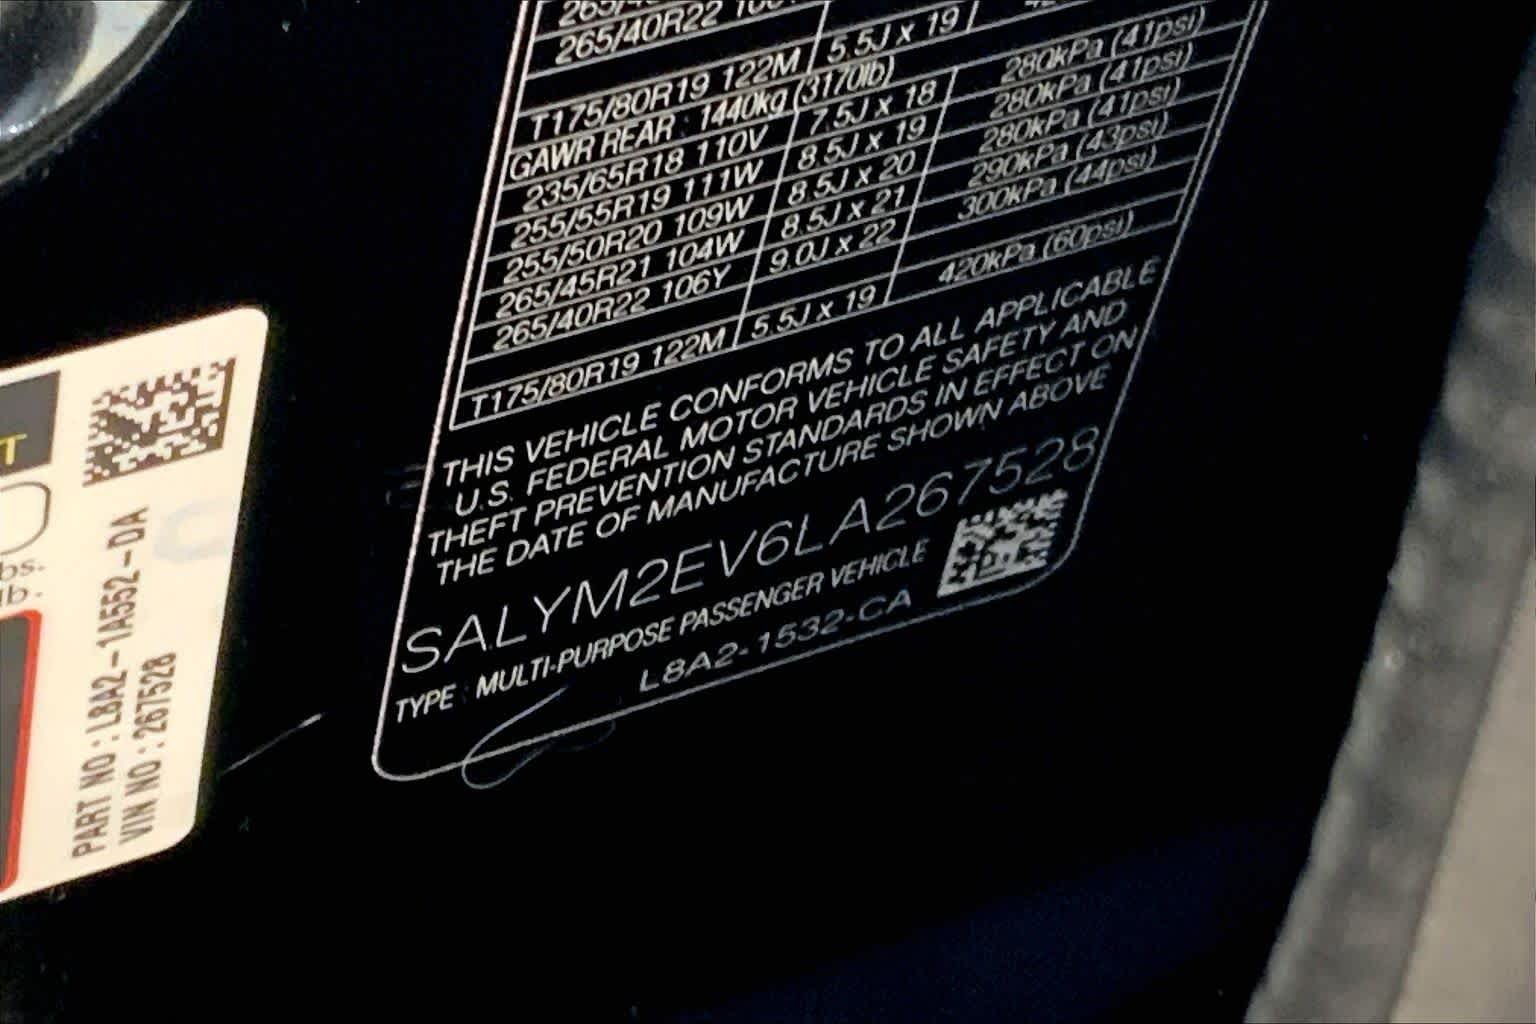 265/40R22
T175/80R19 122M 5.5J x 19
GAWR REAR : 1440kg (3170lb)
235/65R18 110V 7.5J x 18 280kPa (41psi)
255/55R19 111W 8.5J x 19 280kPa (41psi)
255/50R20 109W 8.5J x 20 280kPa (41psi)
265/45R21 104W 8.5J x 21 290kPa (43psi)
265/40R22 106Y 9.0J x 22 300kPa (44psi)
T175/80R19 122M 5.5J x 19 420kPa (60psi)
THIS VEHICLE CONFORMS TO ALL APPLICABLE
U.S. FEDERAL MOTOR VEHICLE SAFETY AND
THEFT PREVENTION STANDARDS IN EFFECT ON
THE DATE OF MANUFACTURE SHOWN ABOVE
SALYM2EV6LA267528
TYPE : MULTI-PURPOSE PASSENGER VEHICLE
L8A2-1532-CA
T
bs.
lb.
PART NO : L8A2-1A552-DA
VIN NO : 267528